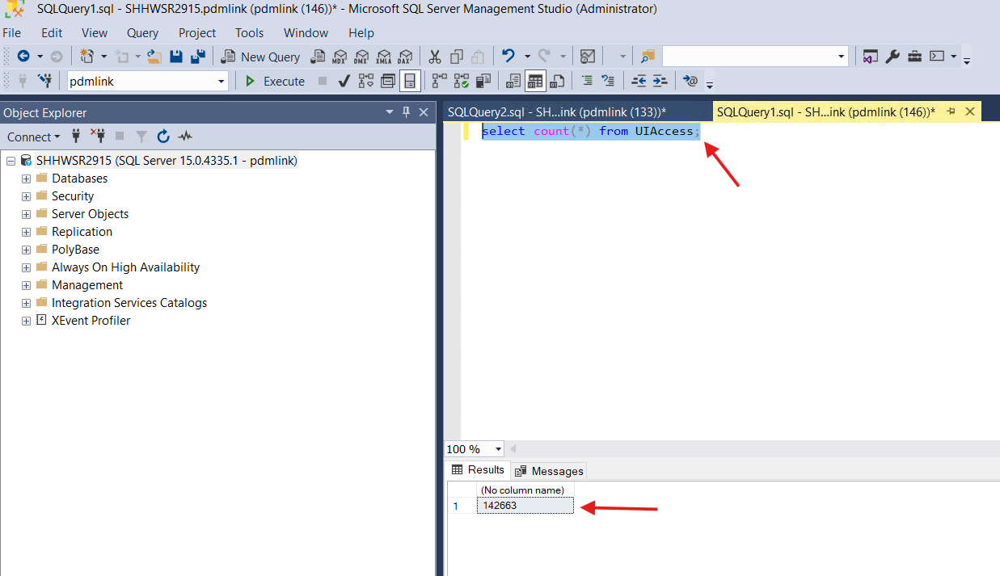 SQLQuery1.sql - SHHWSR2915.pdmlink (pdmlink (146))* - Microsoft SQL Server Management Studio (Administrator)
File Edit View Query Project Tools Window Help
New Query MDX DMX XMLA DAX
pdmlink Execute
Object Explorer
SQLQuery2.sql - SH...ink (pdmlink (133))* SQLQuery1.sql - SH...ink (pdmlink (146))*
Connect
SHHWSR2915 (SQL Server 15.0.4335.1 - pdmlink)
Databases
Security
Server Objects
Replication
PolyBase
Always On High Availability
Management
Integration Services Catalogs
XEvent Profiler
select count(*) from UIAccess;
100 %
Results Messages
(No column name)
1 142663